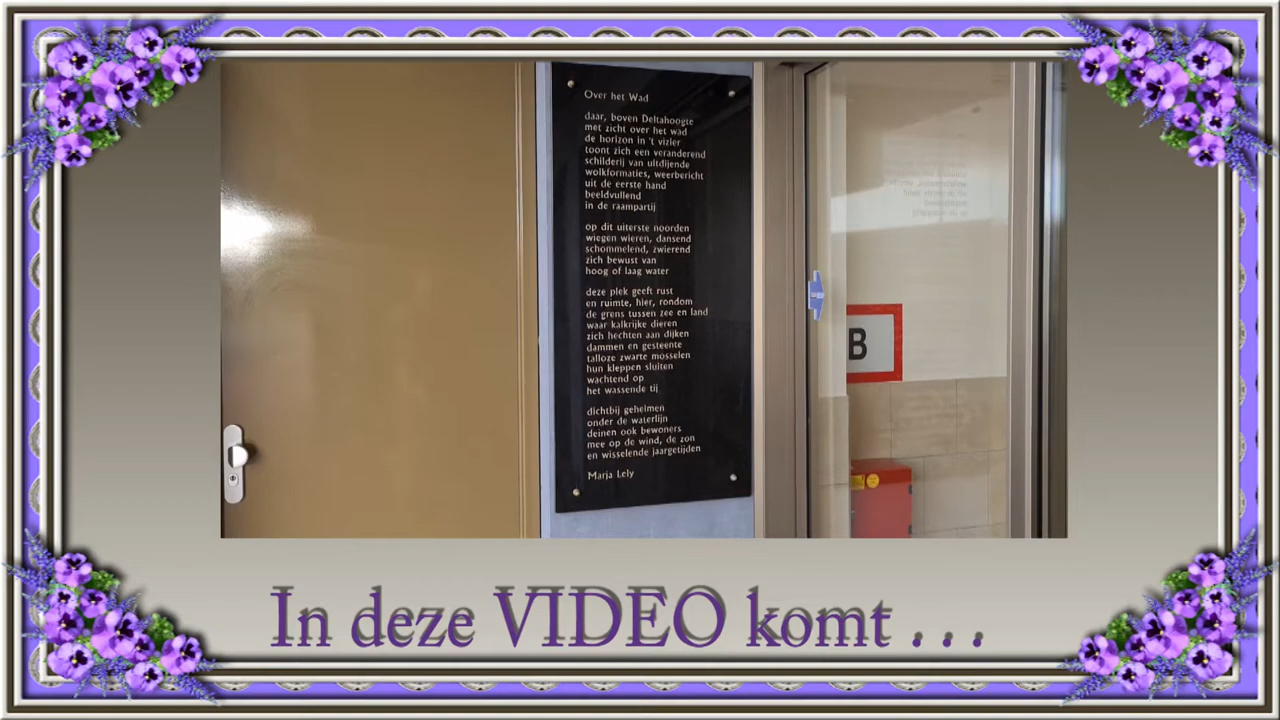 Over het Wad
daar, boven Deltahoogte
met zicht over het wad
de horizon in 't vizier
toont zich een veranderend
schilderij van uitdijende
wolkformaties, weerbericht
uit de eerste hand
beeldvullend
in de raampartij
op dit uiterste noorden
wiegen wieren, dansend
schommelend, zwierend
zich bewust van
hoog of laag water
deze plek geeft rust
en ruimte, hier, rondom
de grens tussen zee en land
waar kalkrijke dieren
zich hechten aan dijken
dammen en gesteente
talloze zwarte mosselen
hun kleppen sluiten
wachtend op
het wassende tij
dichtbij geheimen
onder de waterlijn
deinen ook bewoners
mee op de wind, de zon
en wisselende jaargetijden
Marja Lely
B
In deze VIDEO komt . . .